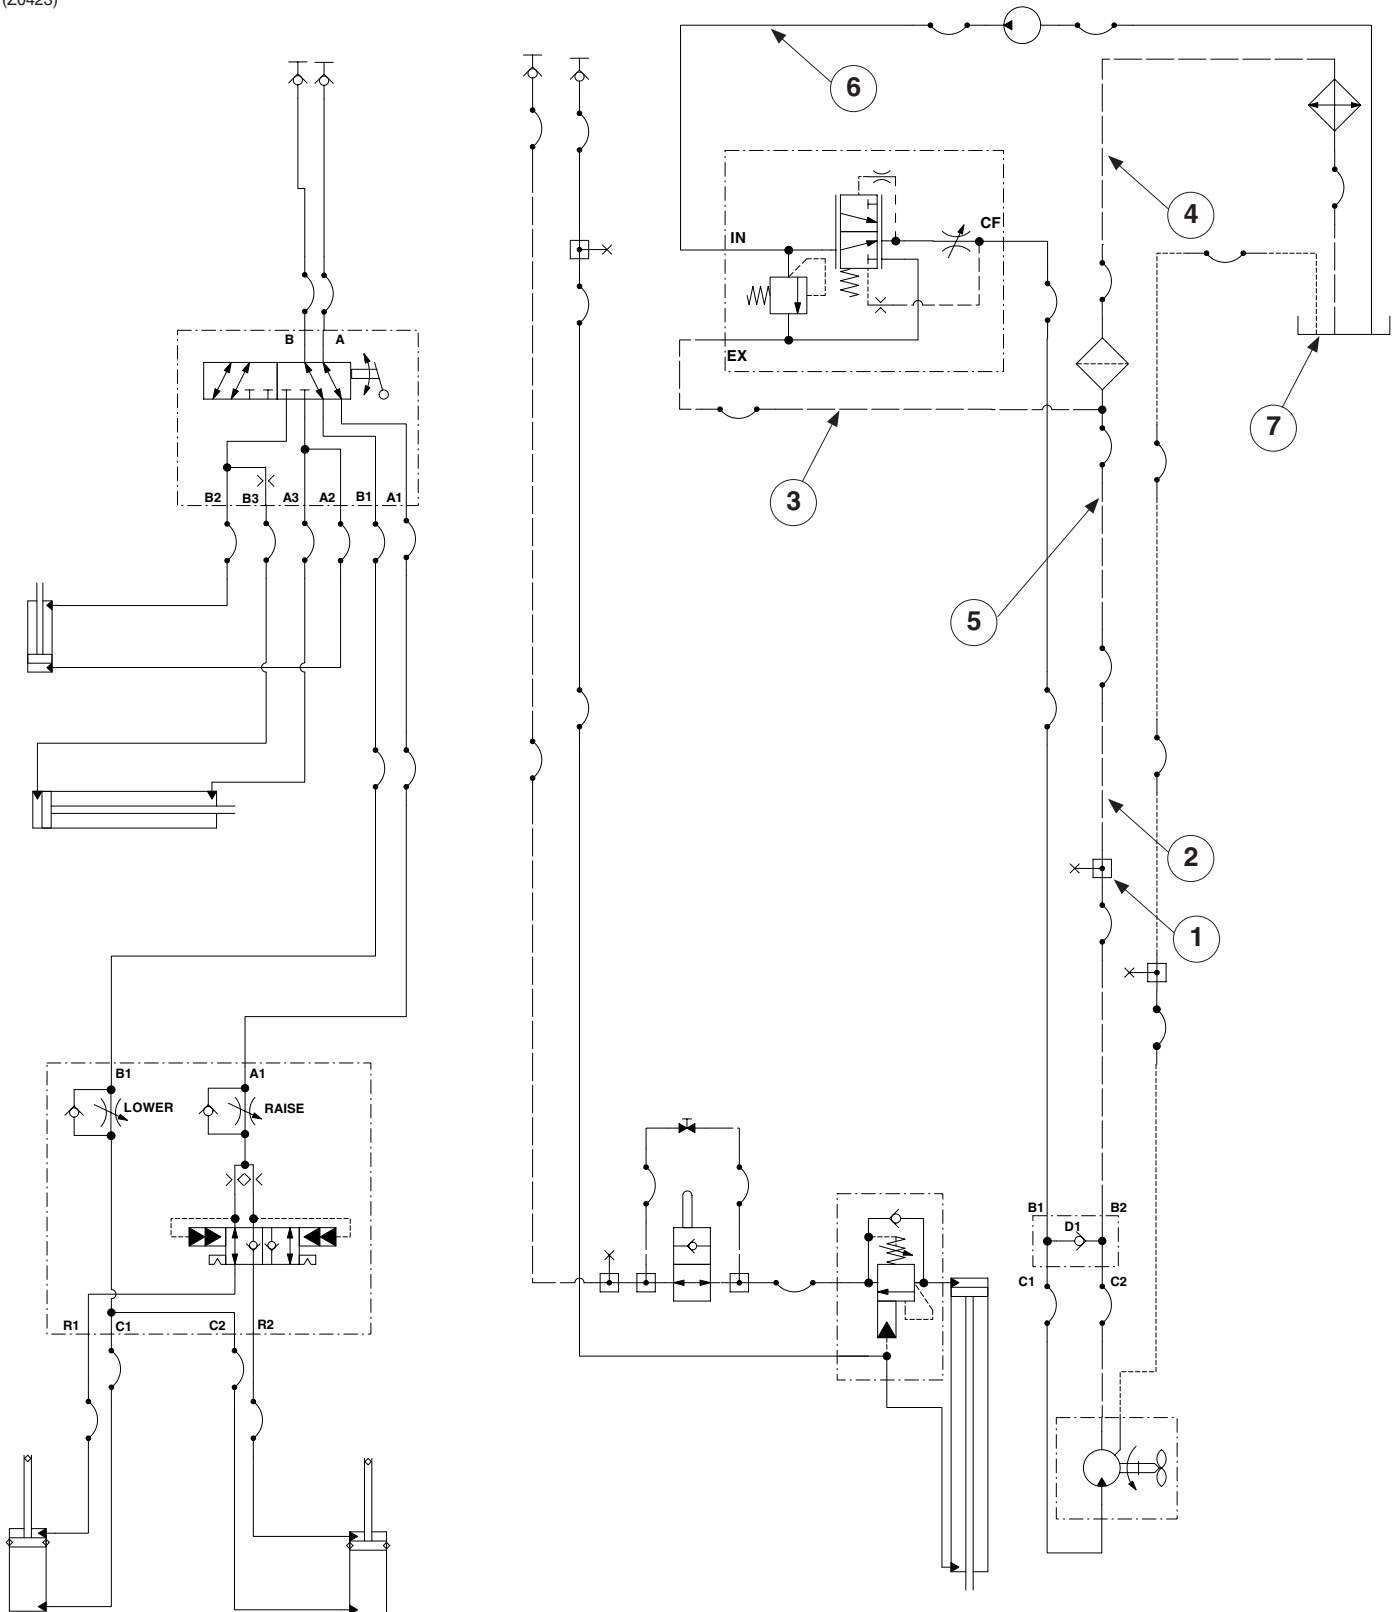 (Z0423)
6
4
IN
CF
EX
B A
7
3
B2 B3 A3 A2 B1 A1
5
2
1
B1 A1
LOWER RAISE
B1 B2
D1
C1 C2
R1 C1 C2 R2